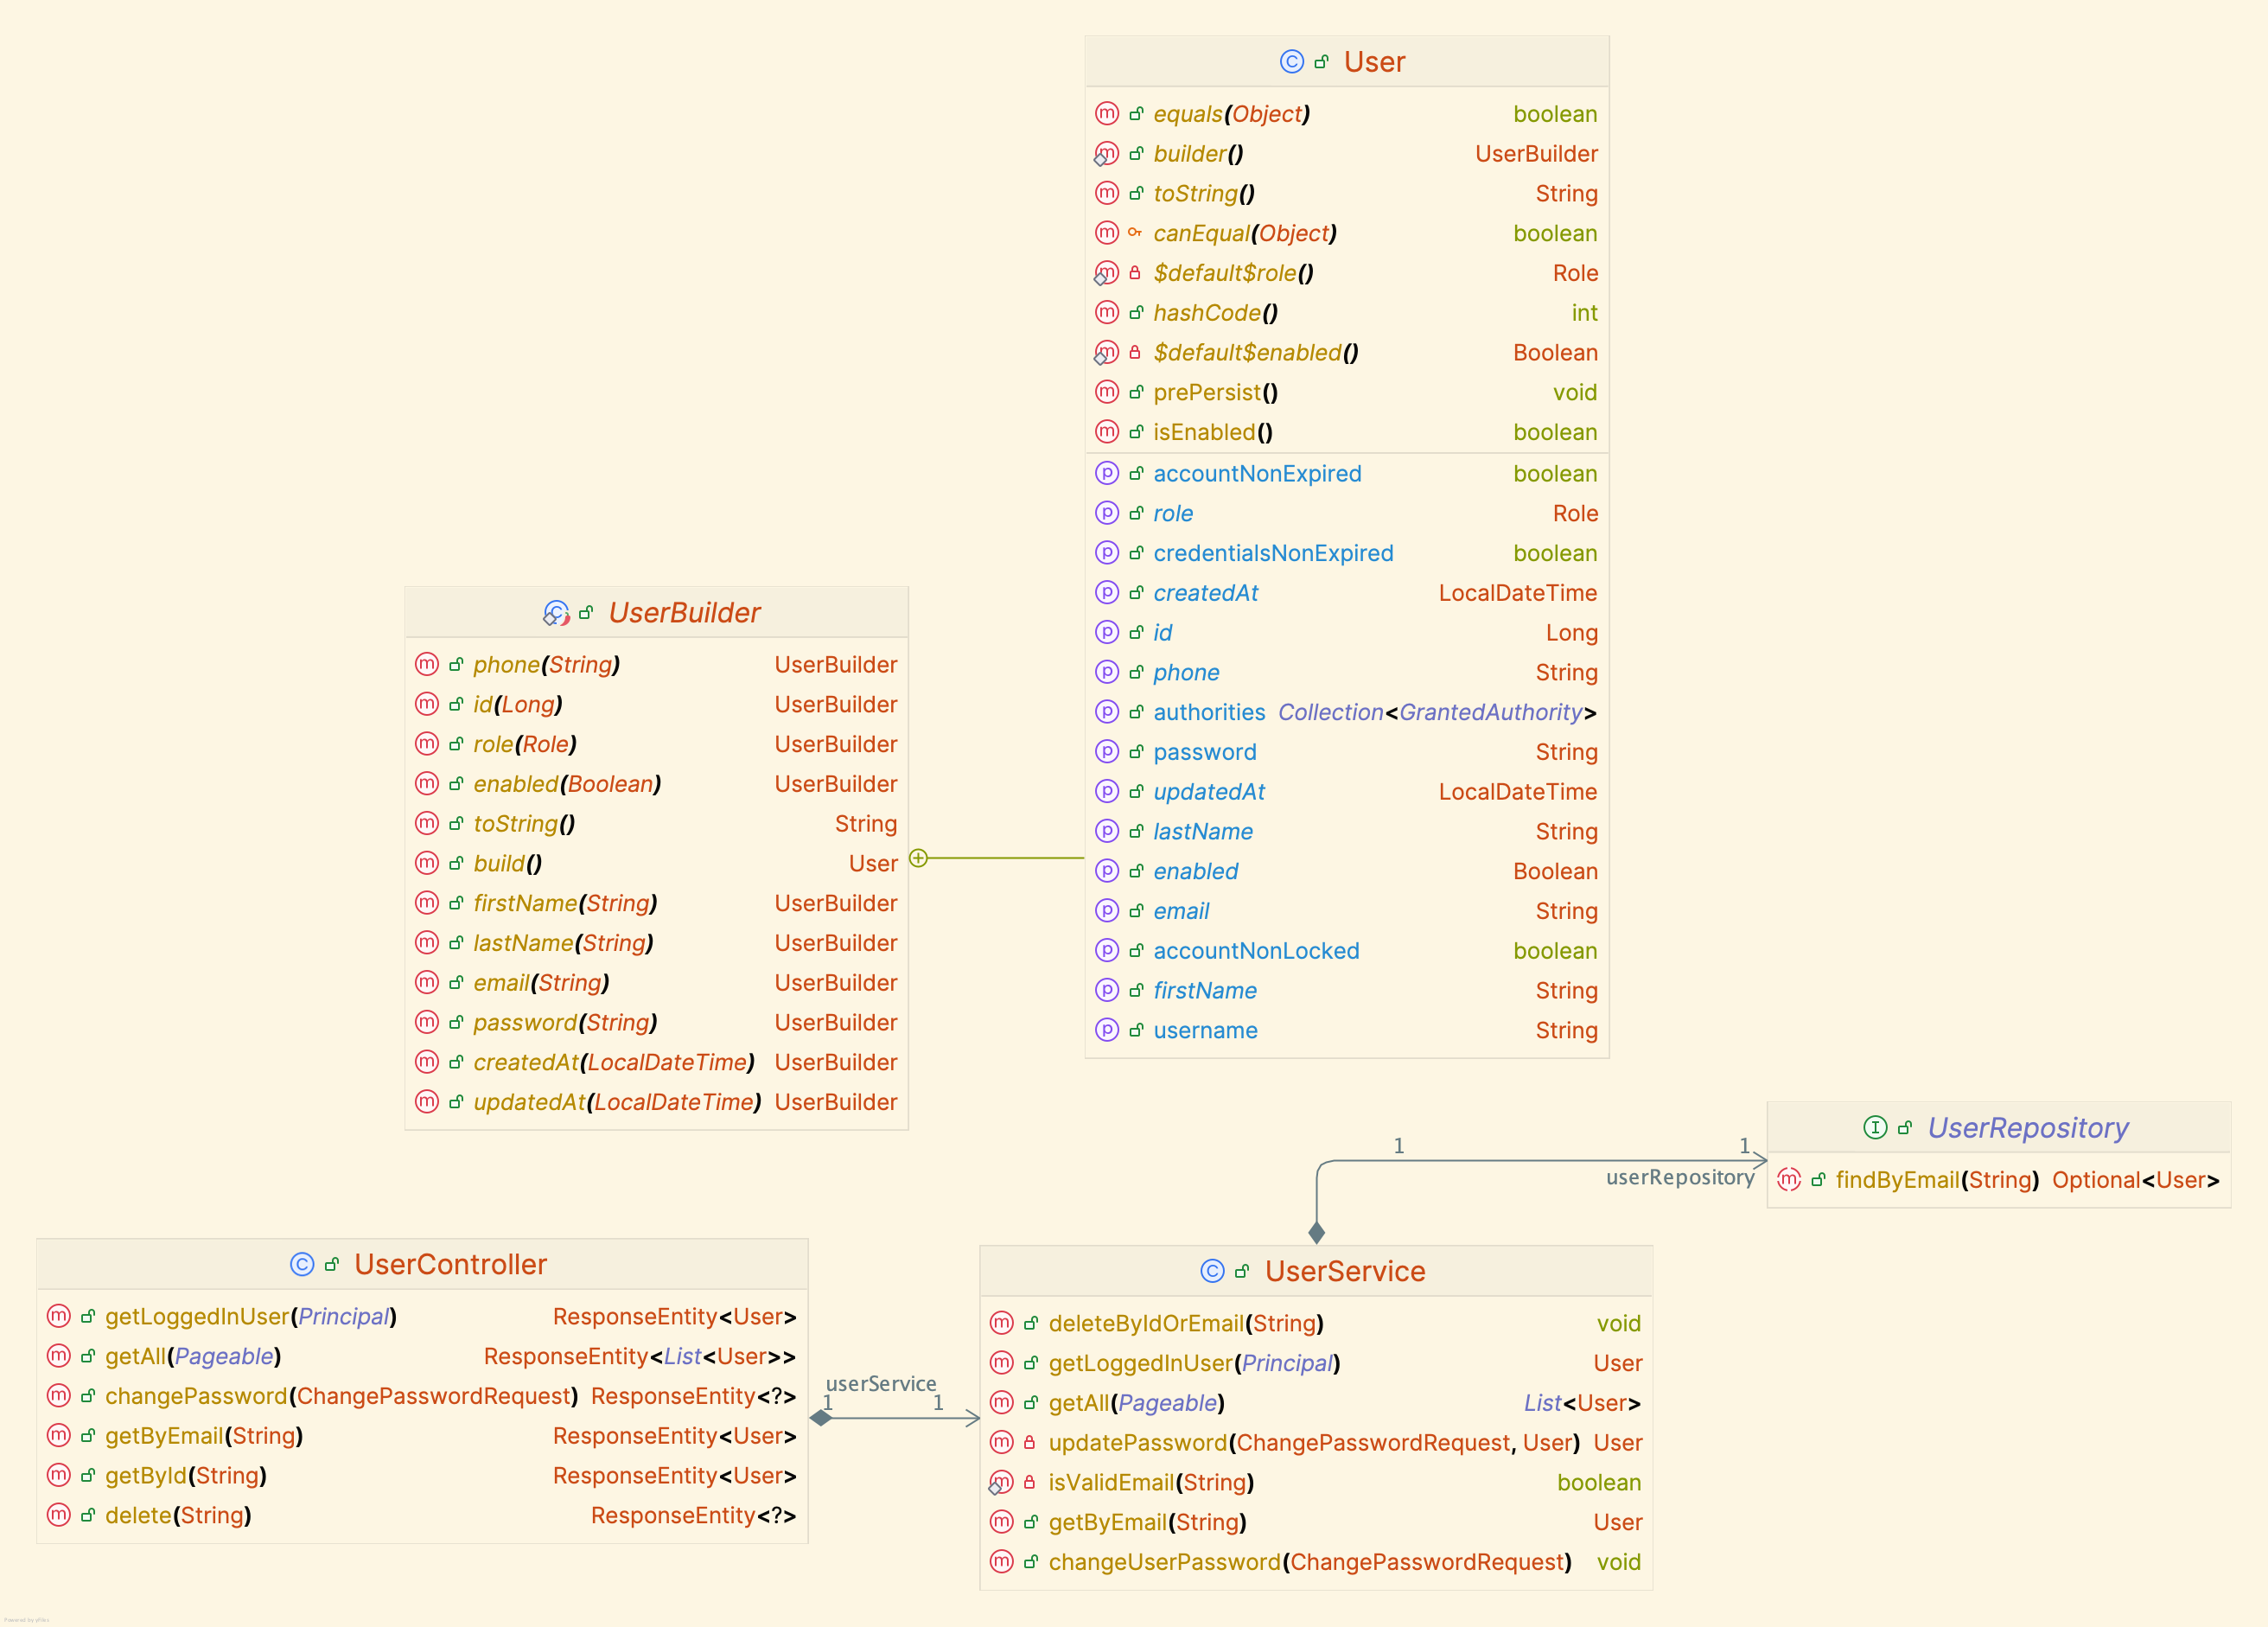 User
equals(Object) boolean
builder() UserBuilder
toString() String
canEqual(Object) boolean
$default$role() Role
hashCode() int
$default$enabled() Boolean
prePersist() void
isEnabled() boolean
accountNonExpired boolean
role Role
credentialsNonExpired boolean
createdAt LocalDateTime
id Long
phone String
authorities Collection<GrantedAuthority>
password String
updatedAt LocalDateTime
lastName String
enabled Boolean
email String
accountNonLocked boolean
firstName String
username String
UserBuilder
phone(String) UserBuilder
id(Long) UserBuilder
role(Role) UserBuilder
enabled(Boolean) UserBuilder
toString() String
build() User
firstName(String) UserBuilder
lastName(String) UserBuilder
email(String) UserBuilder
password(String) UserBuilder
createdAt(LocalDateTime) UserBuilder
updatedAt(LocalDateTime) UserBuilder
UserRepository
findByEmail(String) Optional<User>
1 1
userRepository
UserController
getLoggedInUser(Principal) ResponseEntity<User>
getAll(Pageable) ResponseEntity<List<User>>
changePassword(ChangePasswordRequest) ResponseEntity<?>
getByEmail(String) ResponseEntity<User>
getById(String) ResponseEntity<User>
delete(String) ResponseEntity<?>
userService
1 1
UserService
deleteByIdOrEmail(String) void
getLoggedInUser(Principal) User
getAll(Pageable) List<User>
updatePassword(ChangePasswordRequest, User) User
isValidEmail(String) boolean
getByEmail(String) User
changeUserPassword(ChangePasswordRequest) void
Powered by yFiles